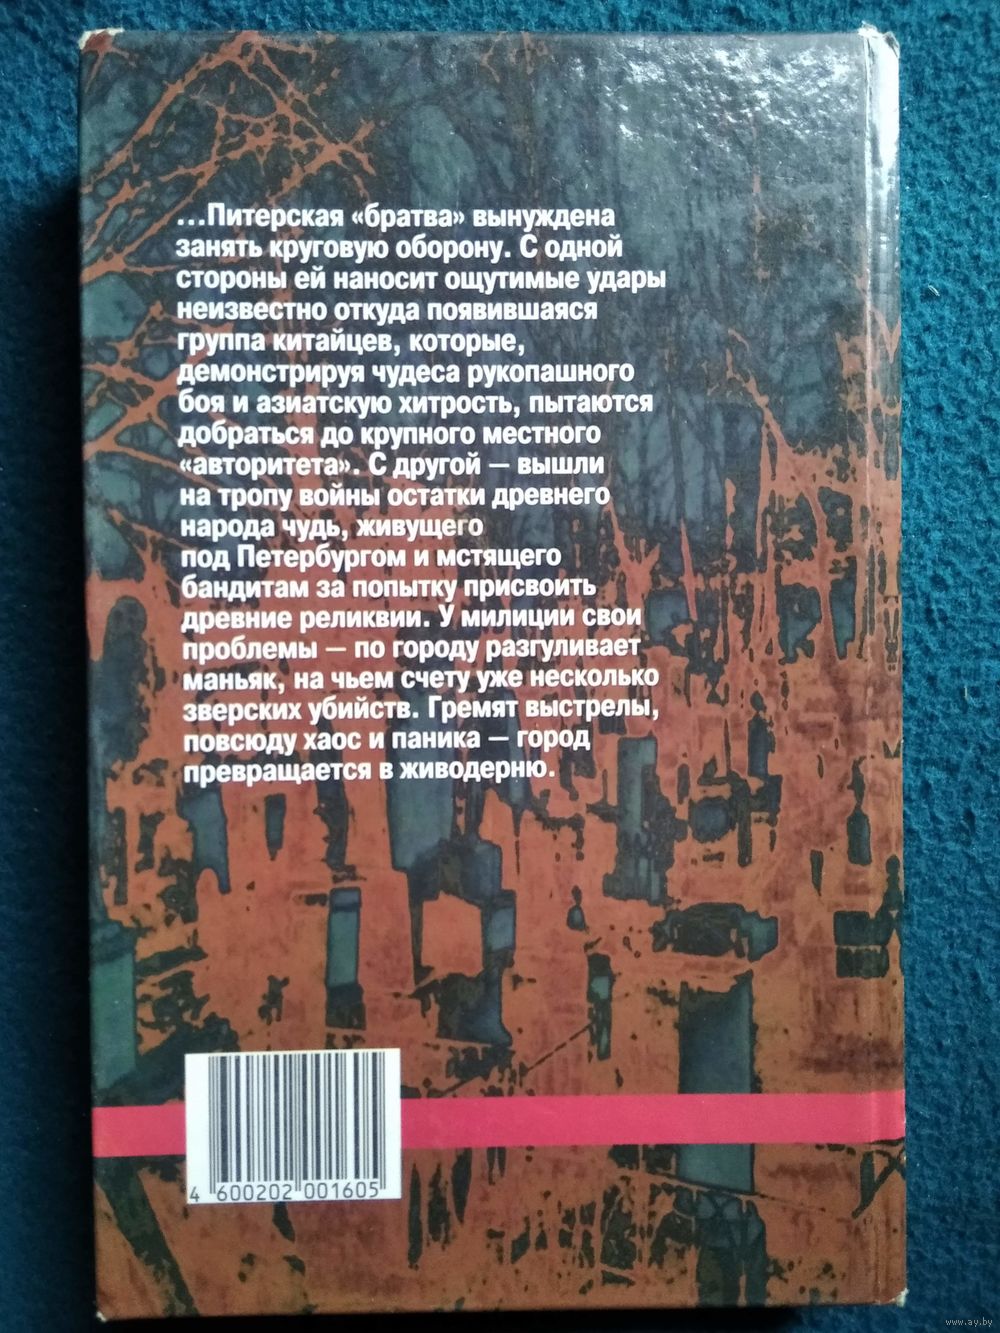 ...Питерская «братва» вынуждена
занять круговую оборону. С одной
стороны ей наносит ощутимые удары
неизвестно откуда появившаяся
группа китайцев, которые,
демонстрируя чудеса рукопашного
боя и азиатскую хитрость, пытаются
добраться до крупного местного
«авторитета». С другой – вышли
на тропу войны остатки древнего
народа чудь, живущего
под Петербургом и мстящего
бандитам за попытку присвоить
древние реликвии. У милиции свои
проблемы – по городу разгуливает
маньяк, на чьем счету уже несколько
зверских убийств. Гремят выстрелы,
повсюду хаос и паника – город
превращается в живодерню.
4 600202 001605
www.ay.by